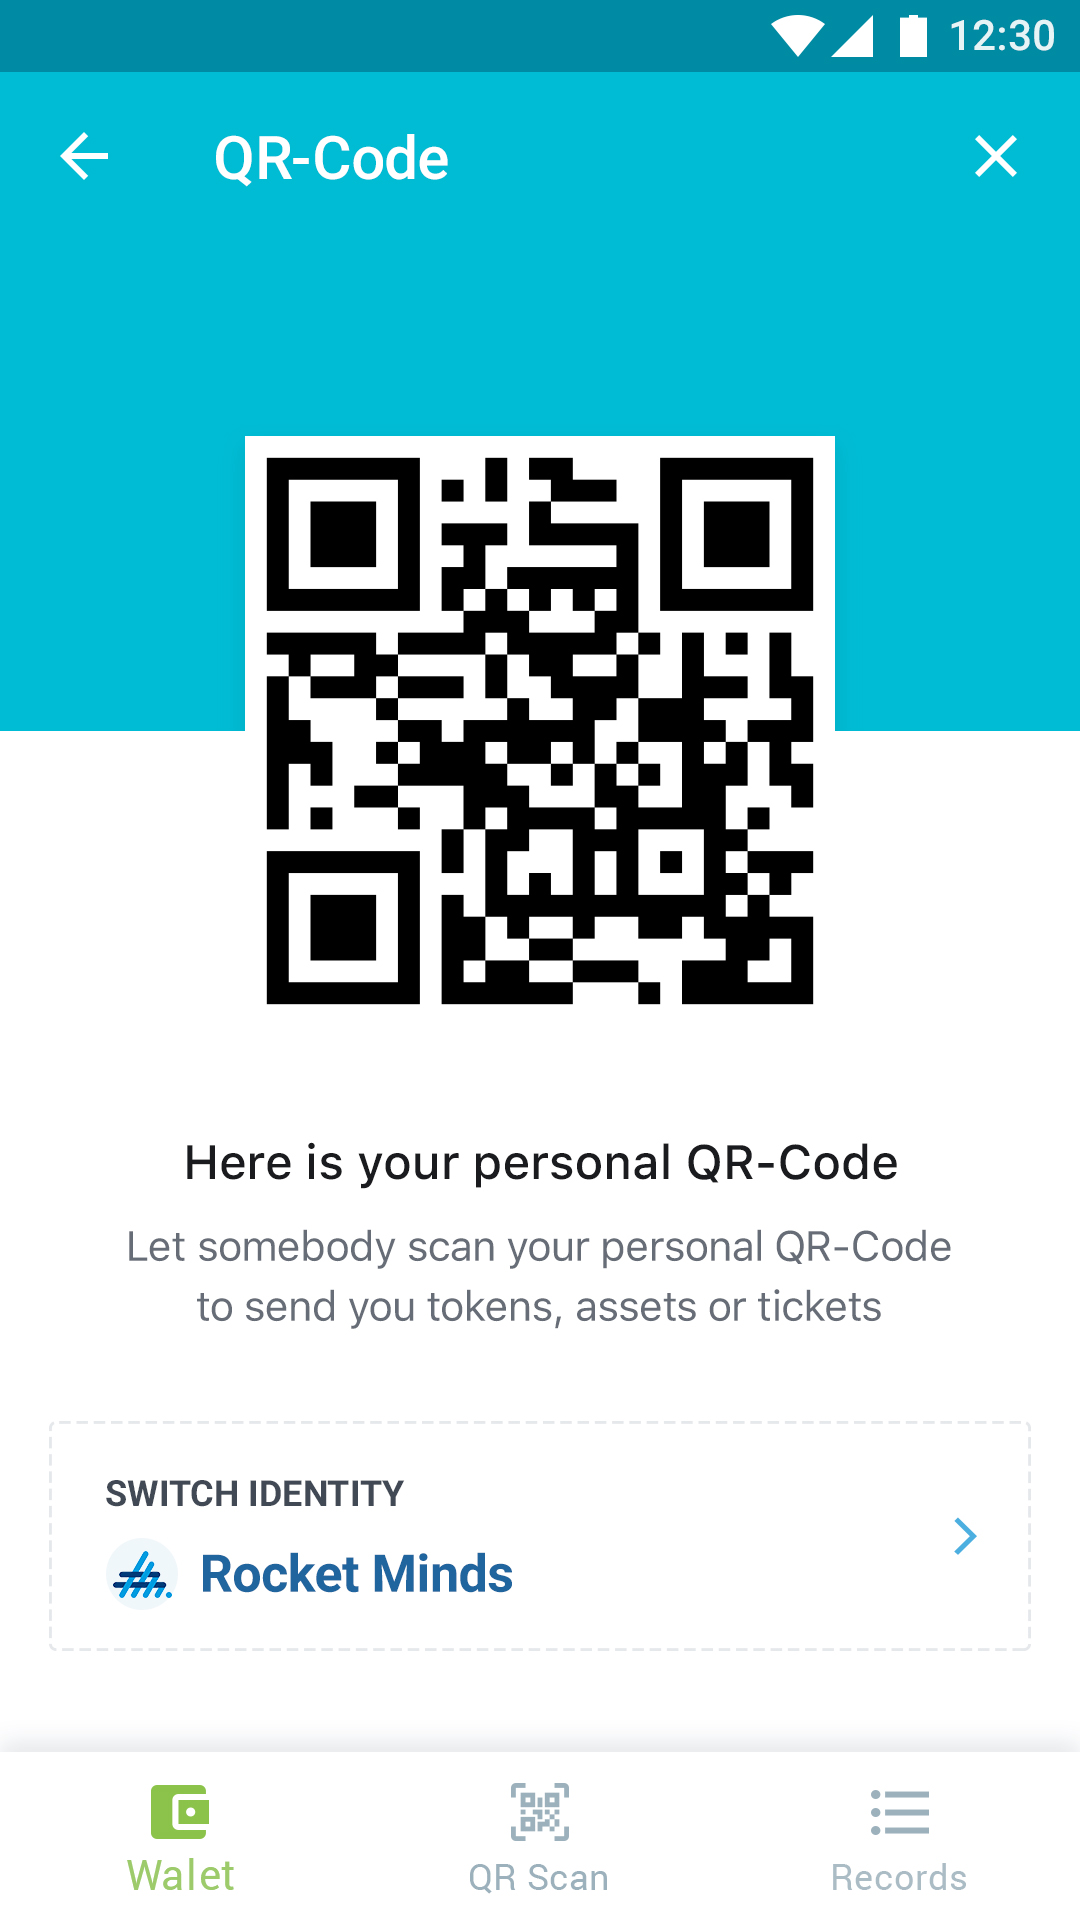 12:30
QR-Code
Here is your personal QR-Code
Let somebody scan your personal QR-Code
to send you tokens, assets or tickets
SWITCH IDENTITY
Rocket Minds
Walet
QR Scan
Records